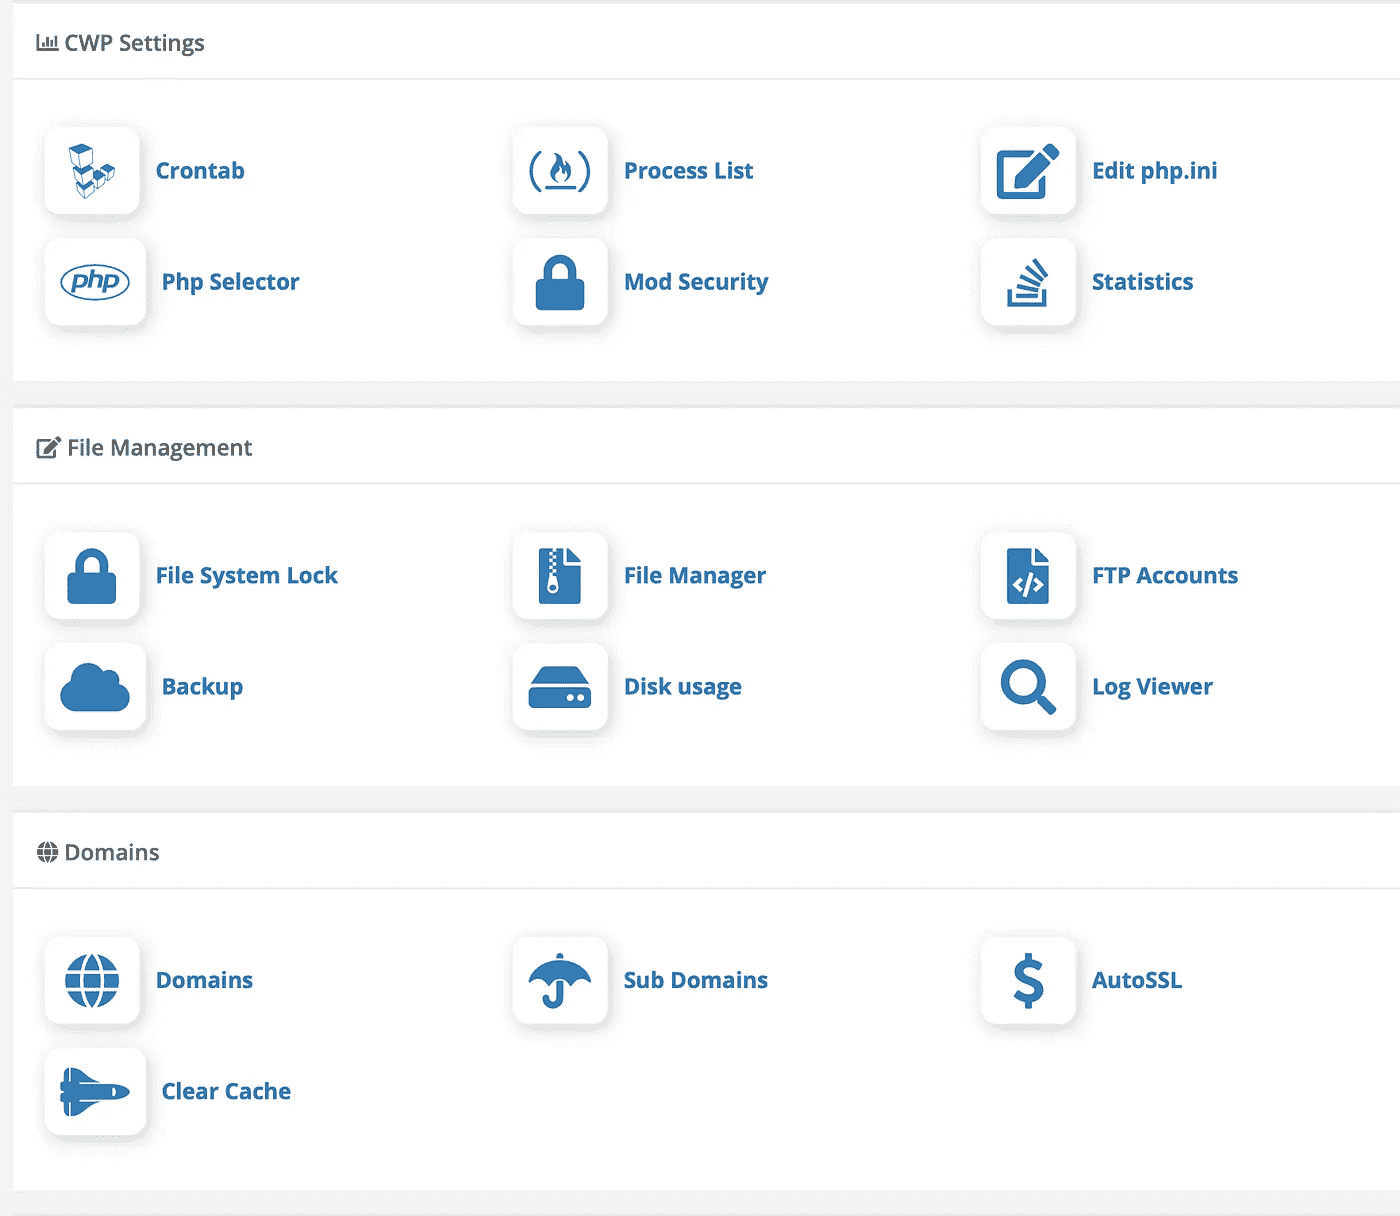 CWP Settings
Crontab
Process List
Edit php.ini
php
Php Selector
Mod Security
Statistics
File Management
File System Lock
File Manager
</>
FTP Accounts
Backup
Disk usage
Log Viewer
Domains
Domains
Sub Domains
$
AutoSSL
Clear Cache